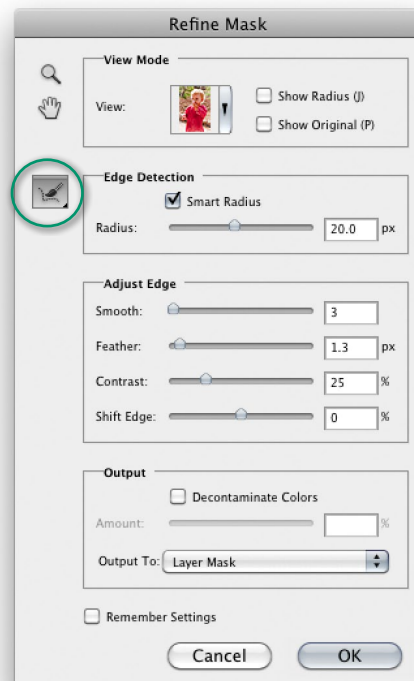 Refine Mask
View Mode
View:
Show Radius (J)
Show Original (P)
Edge Detection
Smart Radius
Radius: 20.0 px
Adjust Edge
Smooth: 3
Feather: 1.3 px
Contrast: 25 %
Shift Edge: 0 %
Output
Decontaminate Colors
Amount: %
Output To: Layer Mask
Remember Settings
Cancel OK